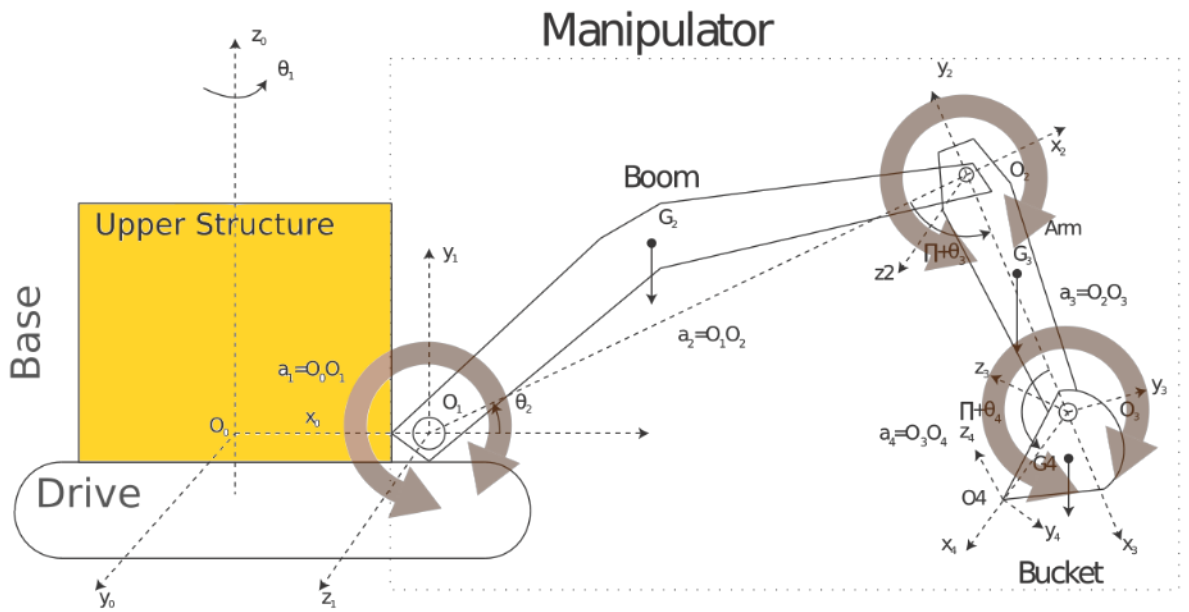 Manipulator
z₀
θ₁
y₂
x₂
O₂
Boom
Upper Structure
G₂
Arm
y₁
∏+θ₃
G₃
z2
a₃=O₂O₃
Base
a₂=O₁O₂
a₁=O₀O₁
z₃
y₃
O₁
θ₂
∏+θ₄
O₃
x₀
O₀
a₄=O₃O₄
z₄
G4
Drive
O4
y₄
x₄
x₃
Bucket
y₀
z₁